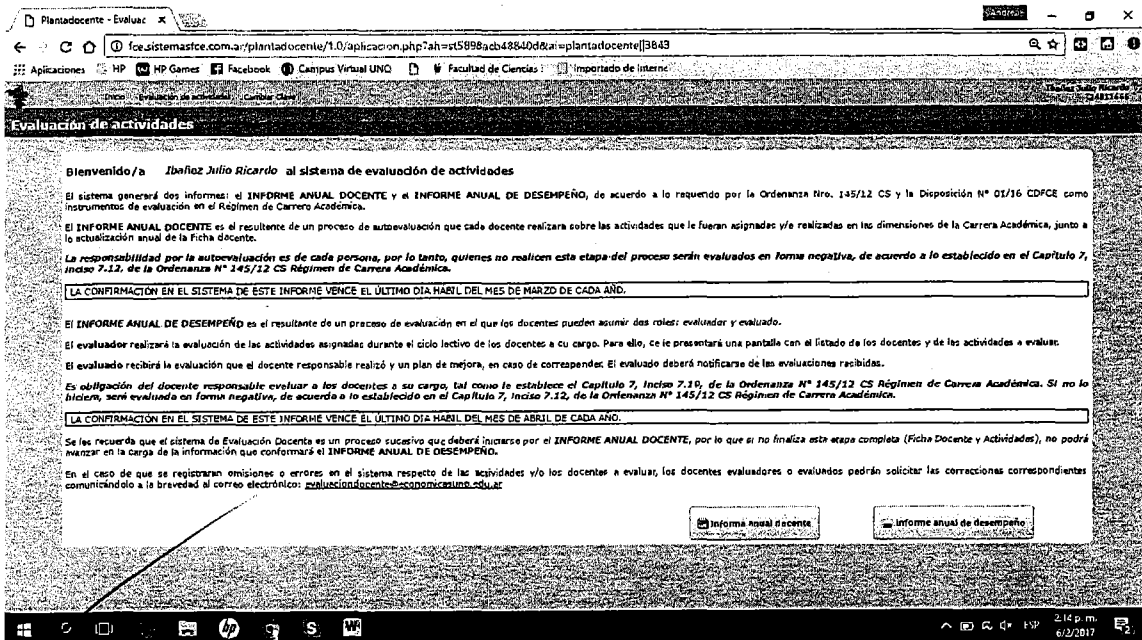 Plantadocente - Evaluac
fce.sistemasfce.com.ar/plantadocente/1.0/aplicacion.php?ah=st5898acb48840d&ai=plantadocente||3843
Aplicaciones HP HP Games Facebook Campus Virtual UNQ Facultad de Ciencias Importado de Interne
Inicio Evaluación de actividades Cambiar Clave
Ibañez Julio Ricardo
Evaluación de actividades
Bienvenido/a Ibañez Julio Ricardo al sistema de evaluación de actividades
El sistema generará dos informes: el INFORME ANUAL DOCENTE y el INFORME ANUAL DE DESEMPEÑO, de acuerdo a lo requerido por la Ordenanza Nro. 145/12 CS y la Disposición N° 01/16 CDFCE como
instrumentos de evaluación en el Régimen de Carrera Académica.
El INFORME ANUAL DOCENTE es el resultante de un proceso de autoevaluación que cada docente realizara sobre las actividades que le fueran asignadas y/o realizadas en las dimensiones de la Carrera Académica, junto a
la actualización anual de la Ficha docente.
La responsabilidad por la autoevaluación es de cada persona, por lo tanto, quienes no realicen esta etapa del proceso serán evaluados en forma negativa, de acuerdo a lo establecido en el Capítulo 7,
Inciso 7.12, de la Ordenanza N° 145/12 CS Régimen de Carrera Académica.
LA CONFIRMACIÓN EN EL SISTEMA DE ESTE INFORME VENCE EL ÚLTIMO DIA HÁBIL DEL MES DE MARZO DE CADA AÑO.
El INFORME ANUAL DE DESEMPEÑO es el resultante de un proceso de evaluación en el que los docentes pueden asumir dos roles: evaluador y evaluado.
El evaluador realizará la evaluación de las actividades asignadas durante el ciclo lectivo de los docentes a su cargo. Para ello, se le presentará una pantalla con el listado de los docentes y de las actividades a evaluar.
El evaluado recibirá la evaluación que el docente responsable realizó y un plan de mejora, en caso de corresponder. El evaluado deberá notificarse de las evaluaciones recibidas.
Es obligación del docente responsable evaluar a los docentes a su cargo, tal como lo establece el Capítulo 7, Inciso 7.19, de la Ordenanza N° 145/12 CS Régimen de Carrera Académica. Si no lo
hiciera, será evaluada en forma negativa, de acuerdo a lo establecido en el Capítulo 7, Inciso 7.12, de la Ordenanza N° 145/12 CS Régimen de Carrera Académica.
LA CONFIRMACIÓN EN EL SISTEMA DE ESTE INFORME VENCE EL ÚLTIMO DIA HÁBIL DEL MES DE ABRIL DE CADA AÑO.
Se les recuerda que el sistema de Evaluación Docente es un proceso sucesivo que deberá iniciarse por el INFORME ANUAL DOCENTE, por lo que si no finaliza esta etapa completa (Ficha Docente y Actividades), no podrá
avanzar en la carga de la información que conformará el INFORME ANUAL DE DESEMPEÑO.
En el caso de que se registraran omisiones o errores en el sistema respecto de las actividades y/o los docentes a evaluar, los docentes evaluadores o evaluados podrán solicitar las correcciones correspondientes
comunicándolo a la brevedad al correo electrónico: evaluaciondocente@economicasunq.edu.ar
Informe anual docente
Informe anual de desempeño
ESP
2:14 p.m.
6/2/2017